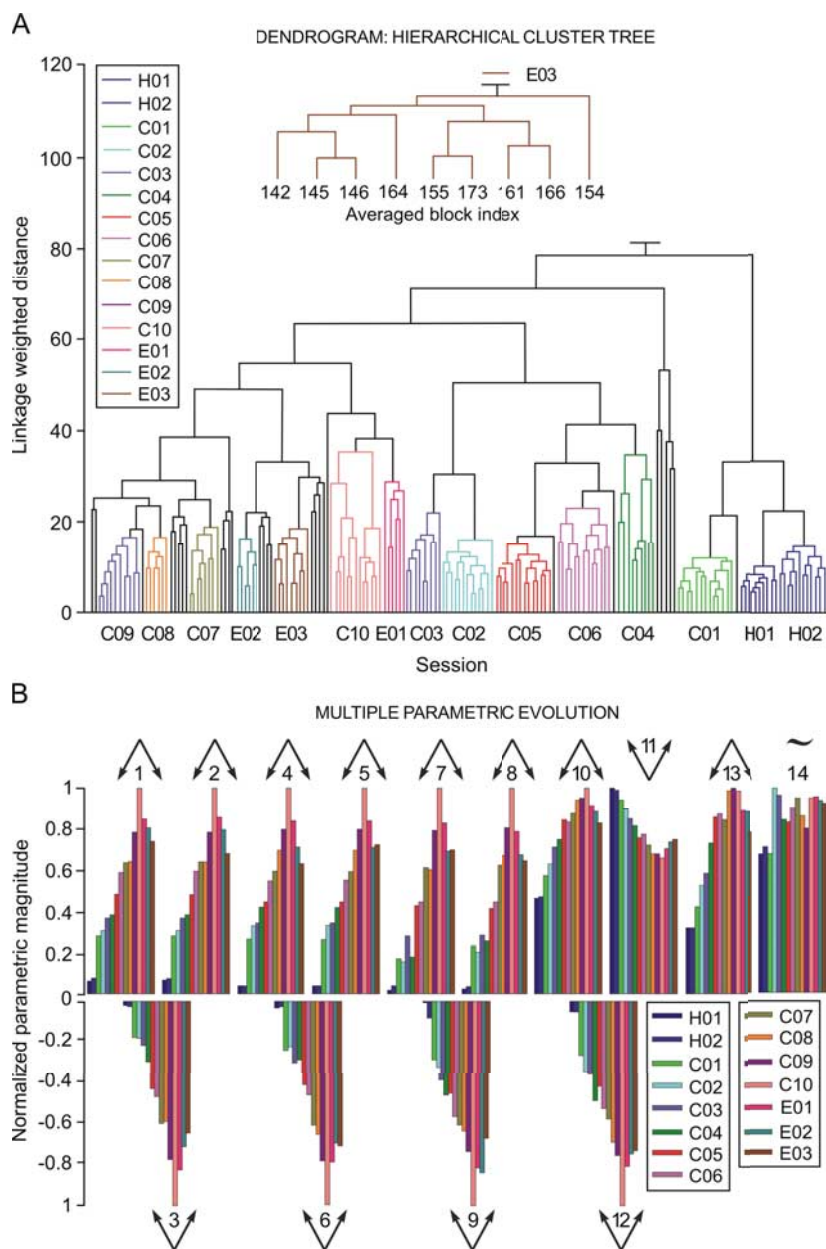 A
DENDROGRAM: HIERARCHICAL CLUSTER TREE
120
100
80
60
40
20
0
Linkage weighted distance
H01
H02
C01
C02
C03
C04
C05
C06
C07
C08
C09
C10
E01
E02
E03
E03
142 145 146 164 155 173 161 166 154
Averaged block index
C09 C08 C07 E02 E03 C10 E01 C03 C02 C05 C06 C04 C01 H01 H02
Session
B
MULTIPLE PARAMETRIC EVOLUTION
1 2 4 5 7 8 10 11 13 14
~
1
0.8
0.6
0.4
0.2
0
-0.2
-0.4
-0.6
-0.8
1
Normalized parametric magnitude
0
3 6 9 12
H01
H02
C01
C02
C03
C04
C05
C06
C07
C08
C09
C10
E01
E02
E03